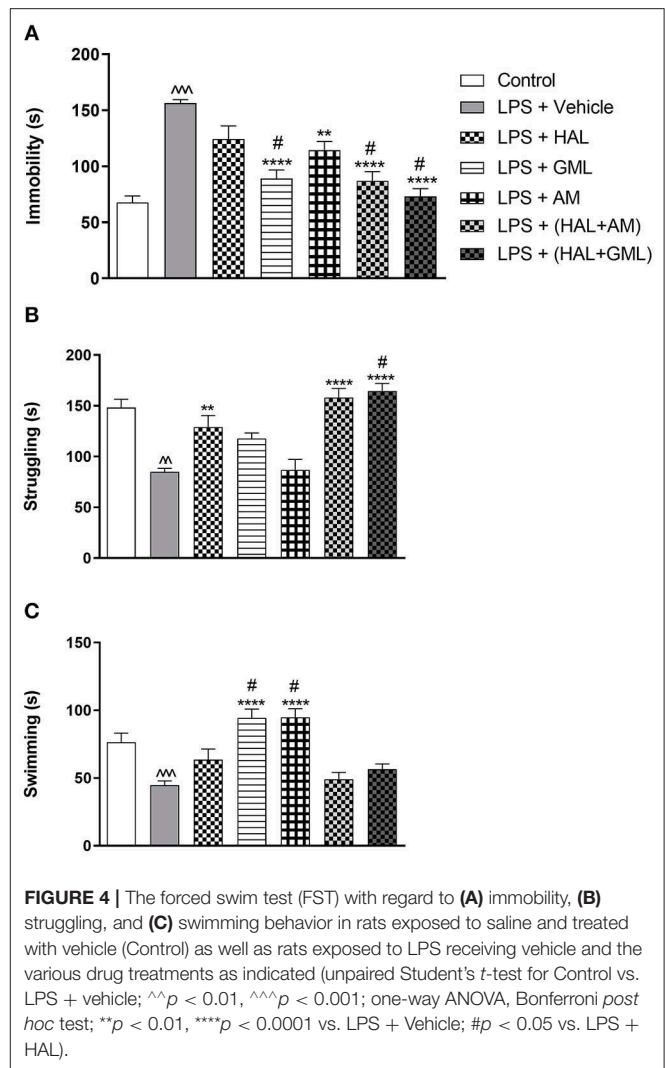 A
Immobility (s)
200
150
100
50
0
^^^
#
****
**
#
****
#
****
Control
LPS + Vehicle
LPS + HAL
LPS + GML
LPS + AM
LPS + (HAL+AM)
LPS + (HAL+GML)
B
Struggling (s)
200
150
100
50
0
^^
**
****
#
****
C
Swimming (s)
150
100
50
0
^^^
#
****
#
****
FIGURE 4 | The forced swim test (FST) with regard to (A) immobility, (B)
struggling, and (C) swimming behavior in rats exposed to saline and treated
with vehicle (Control) as well as rats exposed to LPS receiving vehicle and the
various drug treatments as indicated (unpaired Student's t-test for Control vs.
LPS + vehicle; ^^p < 0.01, ^^^p < 0.001; one-way ANOVA, Bonferroni post
hoc test; **p < 0.01, ****p < 0.0001 vs. LPS + Vehicle; #p < 0.05 vs. LPS +
HAL).